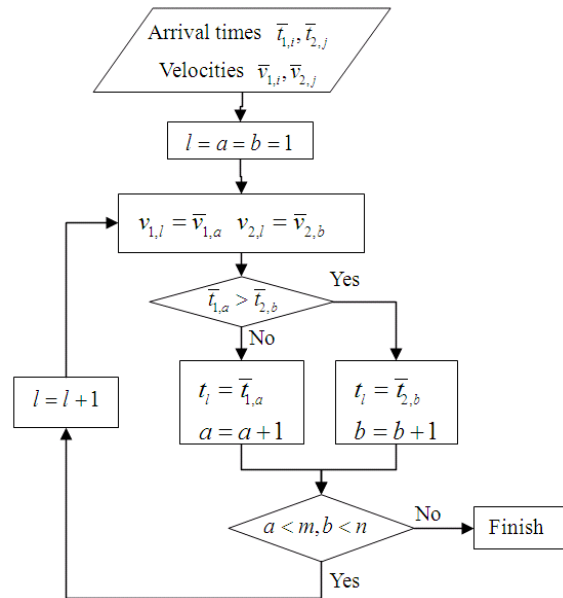 Arrival times t̄₁,ᵢ, t̄₂,ⱼ
Velocities v̄₁,ᵢ, v̄₂,ⱼ
l = a = b = 1
v₁,ₗ = v̄₁,ₐ v₂,ₗ = v̄₂,b
Yes
t̄₁,ₐ > t̄₂,b
No
tₗ = t̄₁,ₐ
a = a + 1
tₗ = t̄₂,b
b = b + 1
l = l + 1
a < m, b < n
No
Finish
Yes